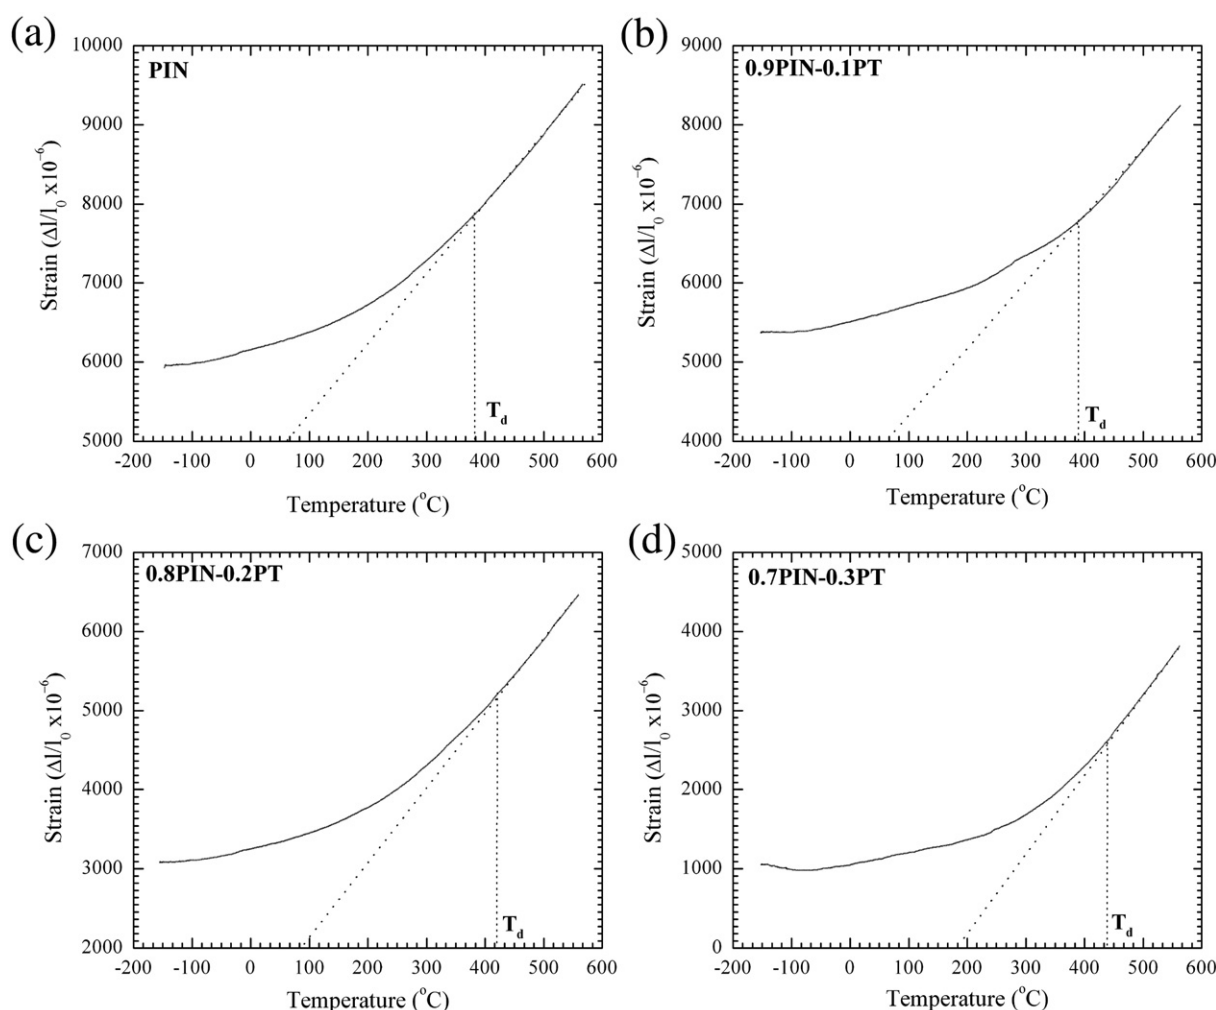 (a)
PIN
10000
9000
8000
7000
6000
5000
Strain (Δl/l₀ x10⁻⁶)
T_d
-200 -100 0 100 200 300 400 500 600
Temperature (°C)
(b)
0.9PIN-0.1PT
9000
8000
7000
6000
5000
4000
Strain (Δl/l₀ x10⁻⁶)
T_d
-200 -100 0 100 200 300 400 500 600
Temperature (°C)
(c)
0.8PIN-0.2PT
7000
6000
5000
4000
3000
2000
Strain (Δl/l₀ x10⁻⁶)
T_d
-200 -100 0 100 200 300 400 500 600
Temperature (°C)
(d)
0.7PIN-0.3PT
5000
4000
3000
2000
1000
0
Strain (Δl/l₀ x10⁻⁶)
T_d
-200 -100 0 100 200 300 400 500 600
Temperature (°C)